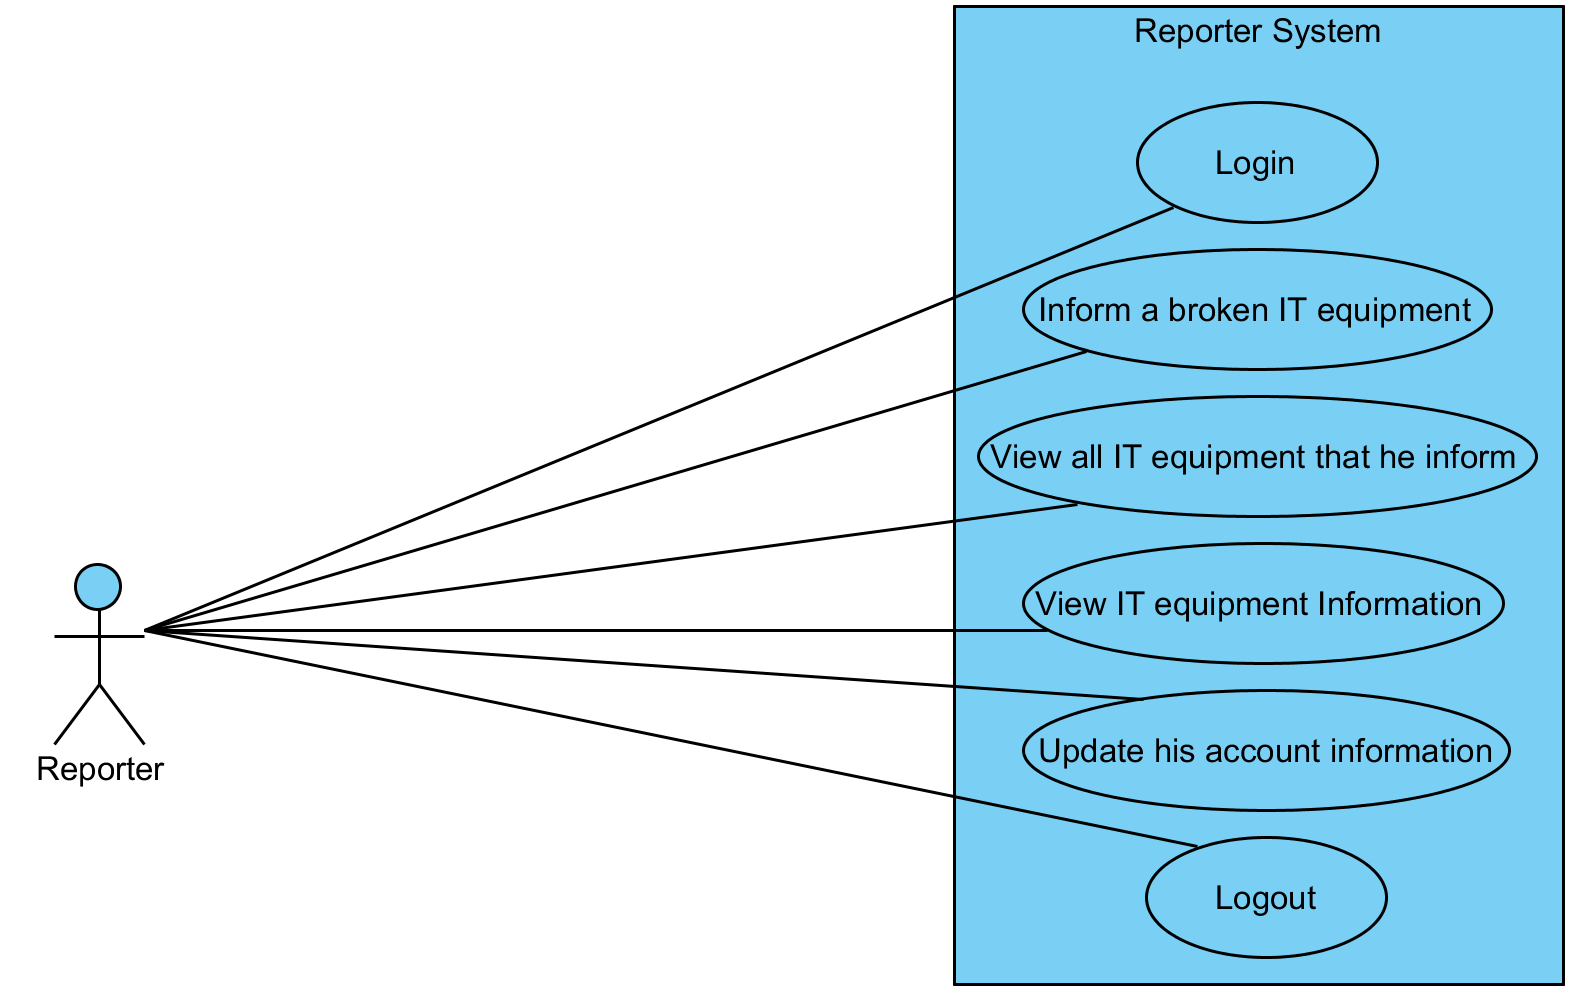 Reporter System
Login
Inform a broken IT equipment
View all IT equipment that he inform
View IT equipment Information
Update his account information
Logout
Reporter